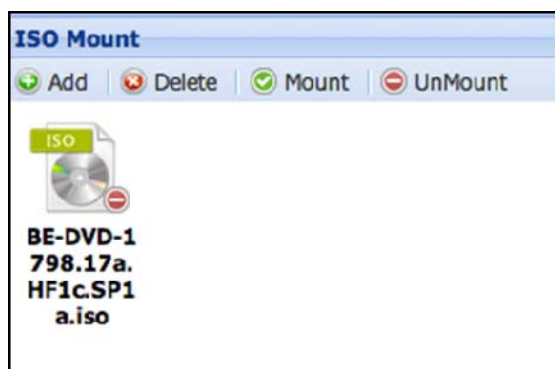 ISO Mount
Add Delete Mount UnMount
ISO
BE-DVD-1
798.17a.
HF1c.SP1
a.iso